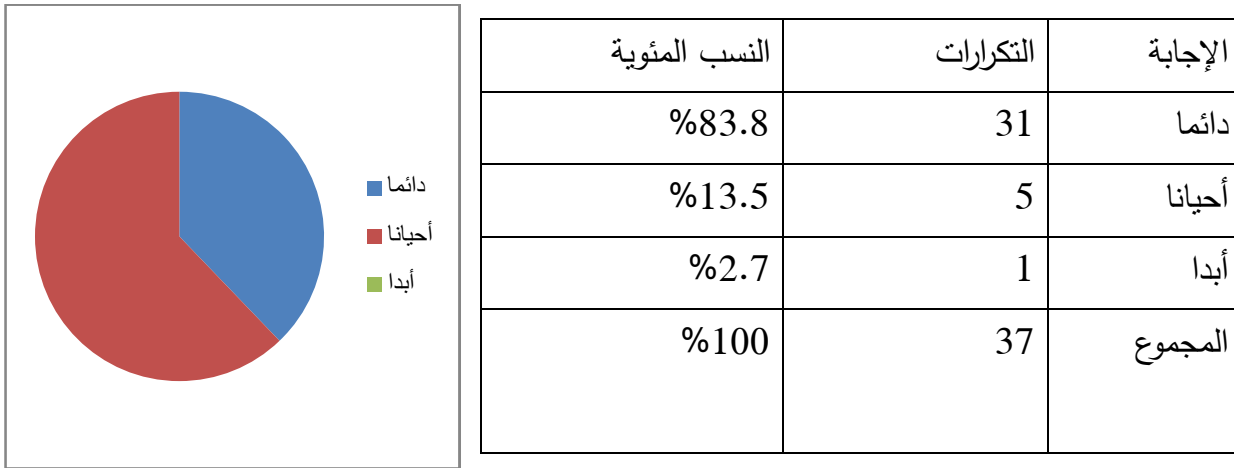 الإجابة التكرارات النسب المئوية
دائما 31 %83.8
أحيانا 5 %13.5
أبدا 1 %2.7
المجموع 37 %100
دائما
أحيانا
أبدا